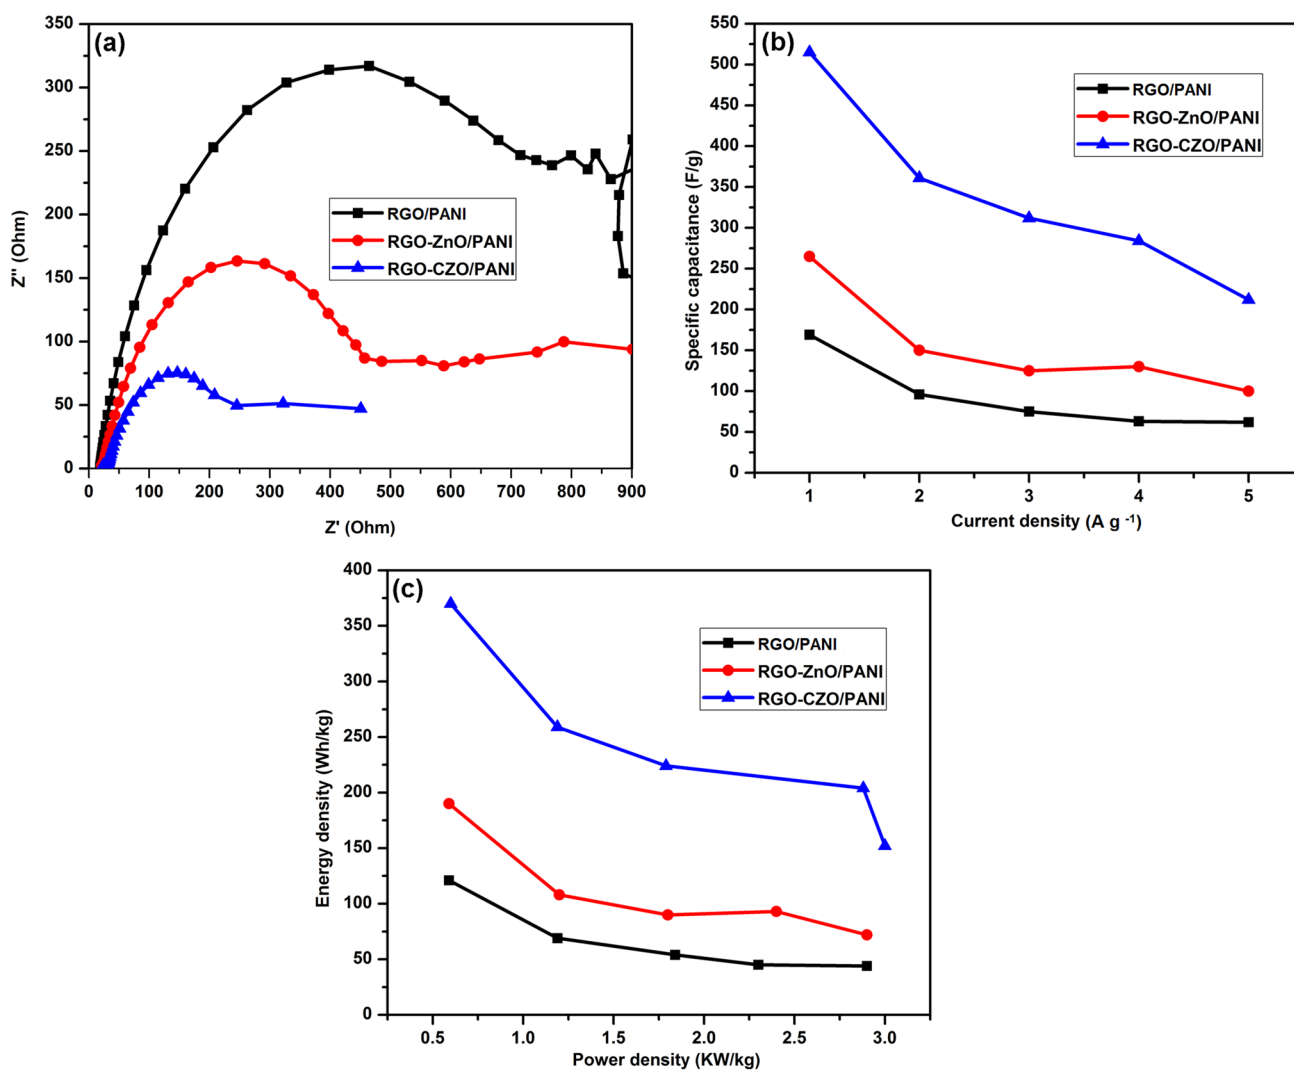 (a)
350
300
250
200
150
100
50
0
Z'' (Ohm)
RGO/PANI
RGO-ZnO/PANI
RGO-CZO/PANI
0 100 200 300 400 500 600 700 800 900
Z' (Ohm)
(b)
550
500
450
400
350
300
250
200
150
100
50
0
Specific capacitance (F/g)
RGO/PANI
RGO-ZnO/PANI
RGO-CZO/PANI
1 2 3 4 5
Current density (A g -1)
(c)
400
350
300
250
200
150
100
50
0
Energy density (Wh/kg)
RGO/PANI
RGO-ZnO/PANI
RGO-CZO/PANI
0.5 1.0 1.5 2.0 2.5 3.0
Power density (KW/kg)